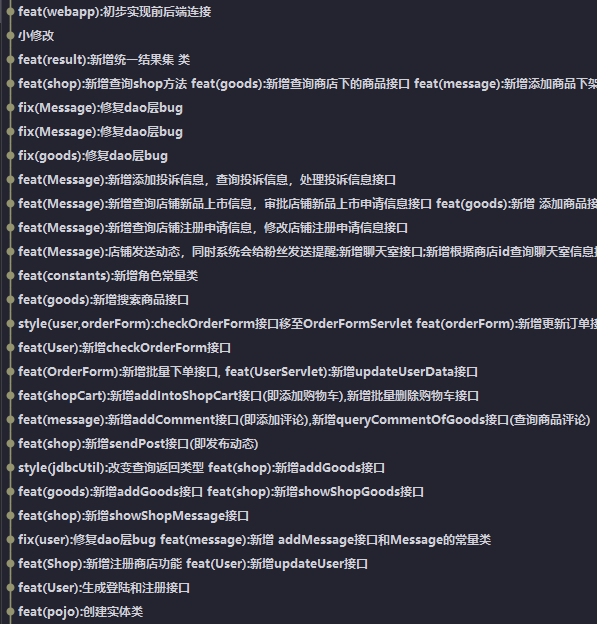 feat(webapp):初步实现前后端连接
小修改
feat(result):新增统一结果集 类
feat(shop):新增查询shop方法 feat(goods):新增查询商店下的商品接口 feat(message):新增添加商品下架
fix(Message):修复dao层bug
fix(Message):修复dao层bug
fix(goods):修复dao层bug
feat(Message):新增添加投诉信息，查询投诉信息，处理投诉信息接口
feat(Message):新增查询店铺新品上市信息，审批店铺新品上市申请信息接口 feat(goods):新增 添加商品接
feat(Message):新增查询店铺注册申请信息，修改店铺注册申请信息接口
feat(Message):店铺发送动态，同时系统会给粉丝发送提醒;新增聊天室接口;新增根据商店id查询聊天室信息
feat(constants):新增角色常量类
feat(goods):新增搜索商品接口
style(user,orderForm):checkOrderForm接口移至OrderFormServlet feat(orderForm):新增更新订单接
feat(User):新增checkOrderForm接口
feat(OrderForm):新增批量下单接口, feat(UserServlet):新增updateUserData接口
feat(shopCart):新增addIntoShopCart接口(即添加购物车),新增批量删除购物车接口
feat(message):新增addComment接口(即添加评论),新增queryCommentOfGoods接口(查询商品评论)
feat(shop):新增sendPost接口(即发布动态)
style(jdbcUtil):改变查询返回类型 feat(shop):新增addGoods接口
feat(goods):新增addGoods接口 feat(shop):新增showShopGoods接口
feat(shop):新增showShopMessage接口
fix(user):修复dao层bug feat(message):新增 addMessage接口和Message的常量类
feat(Shop):新增注册商店功能 feat(User):新增updateUser接口
feat(User):生成登陆和注册接口
feat(pojo):创建实体类